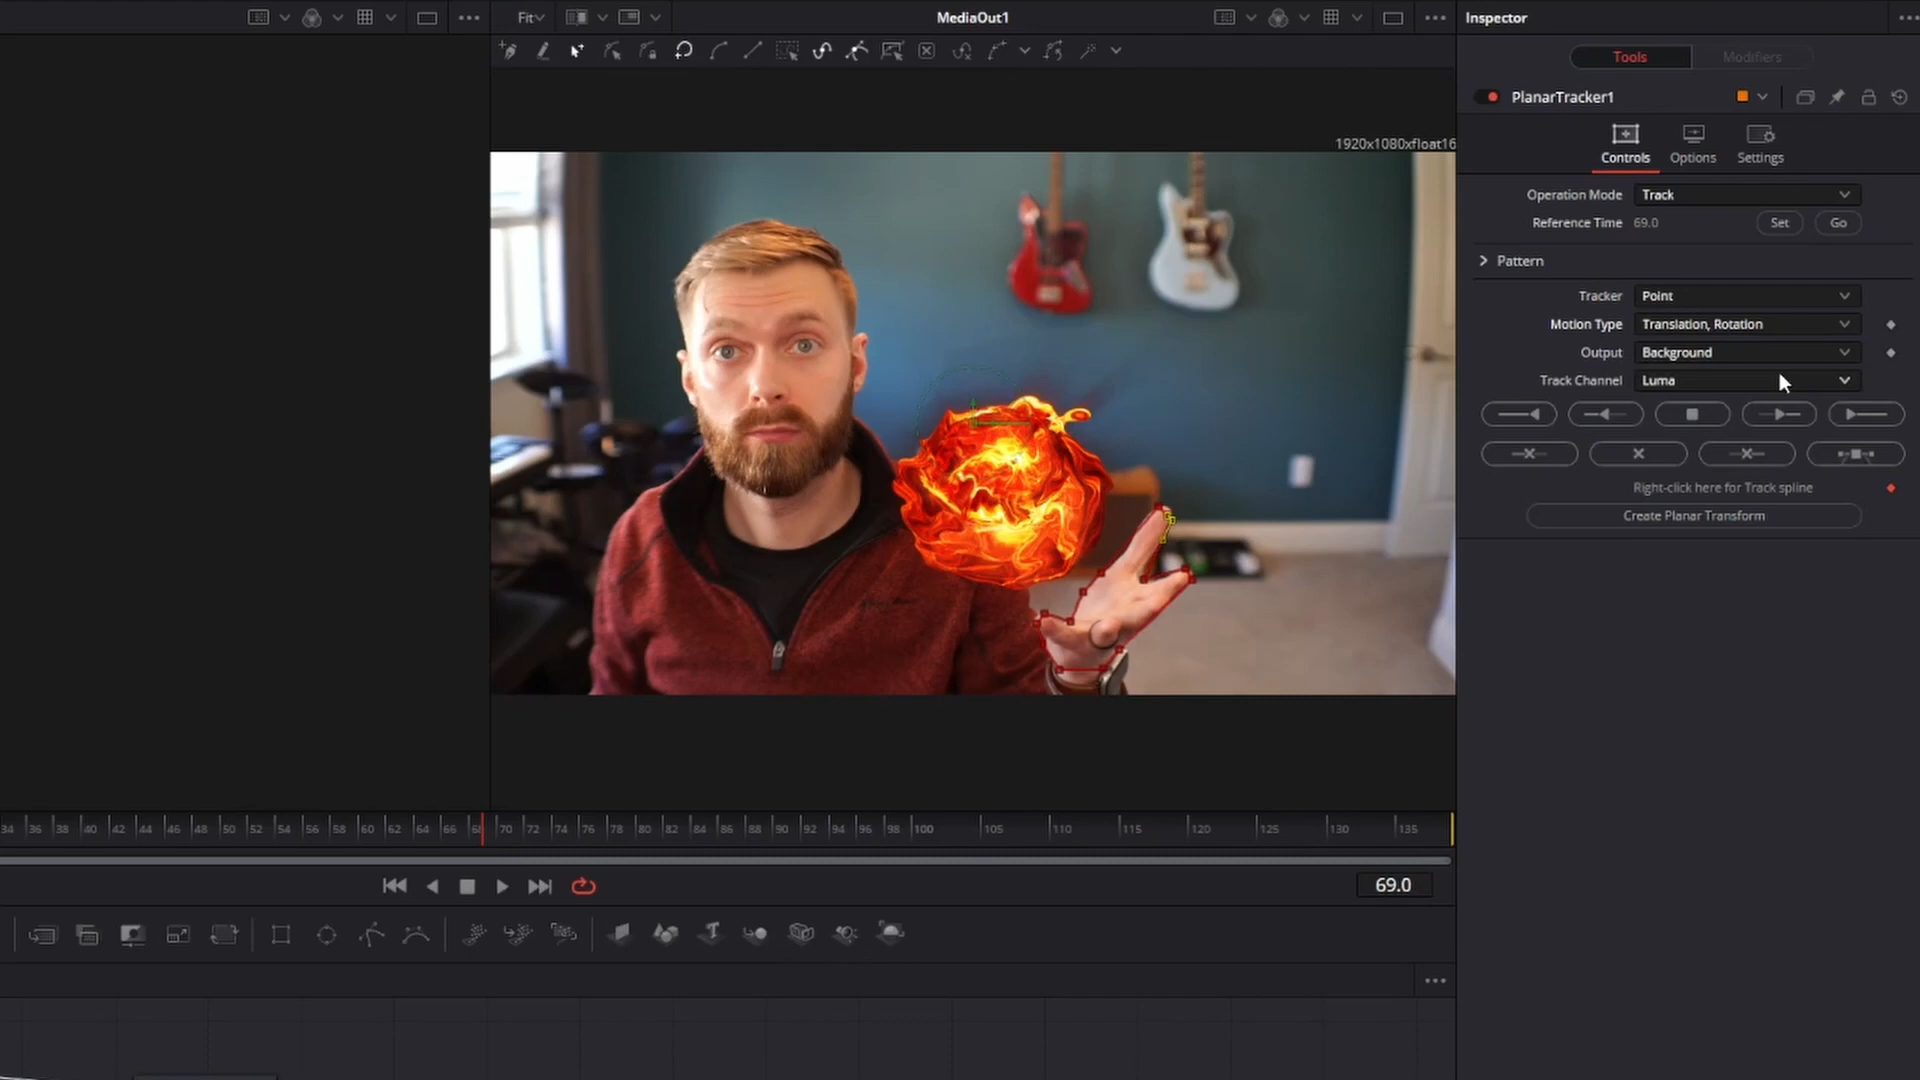 Fit
MediaOut1
Inspector
Tools
Modifiers
PlanarTracker1
1920x1080xfloat16
Controls
Options
Settings
Operation Mode Track
Reference Time 69.0 Set Go
Pattern
Tracker Point
Motion Type Translation, Rotation
Output Background
Track Channel Luma
Right-click here for Track spline
Create Planar Transform
34 36 38 40 42 44 46 48 50 52 54 56 58 60 62 64 66 68 70 72 74 76 78 80 82 84 86 88 90 92 94 96 98 100 105 110 115 120 125 130 135
69.0